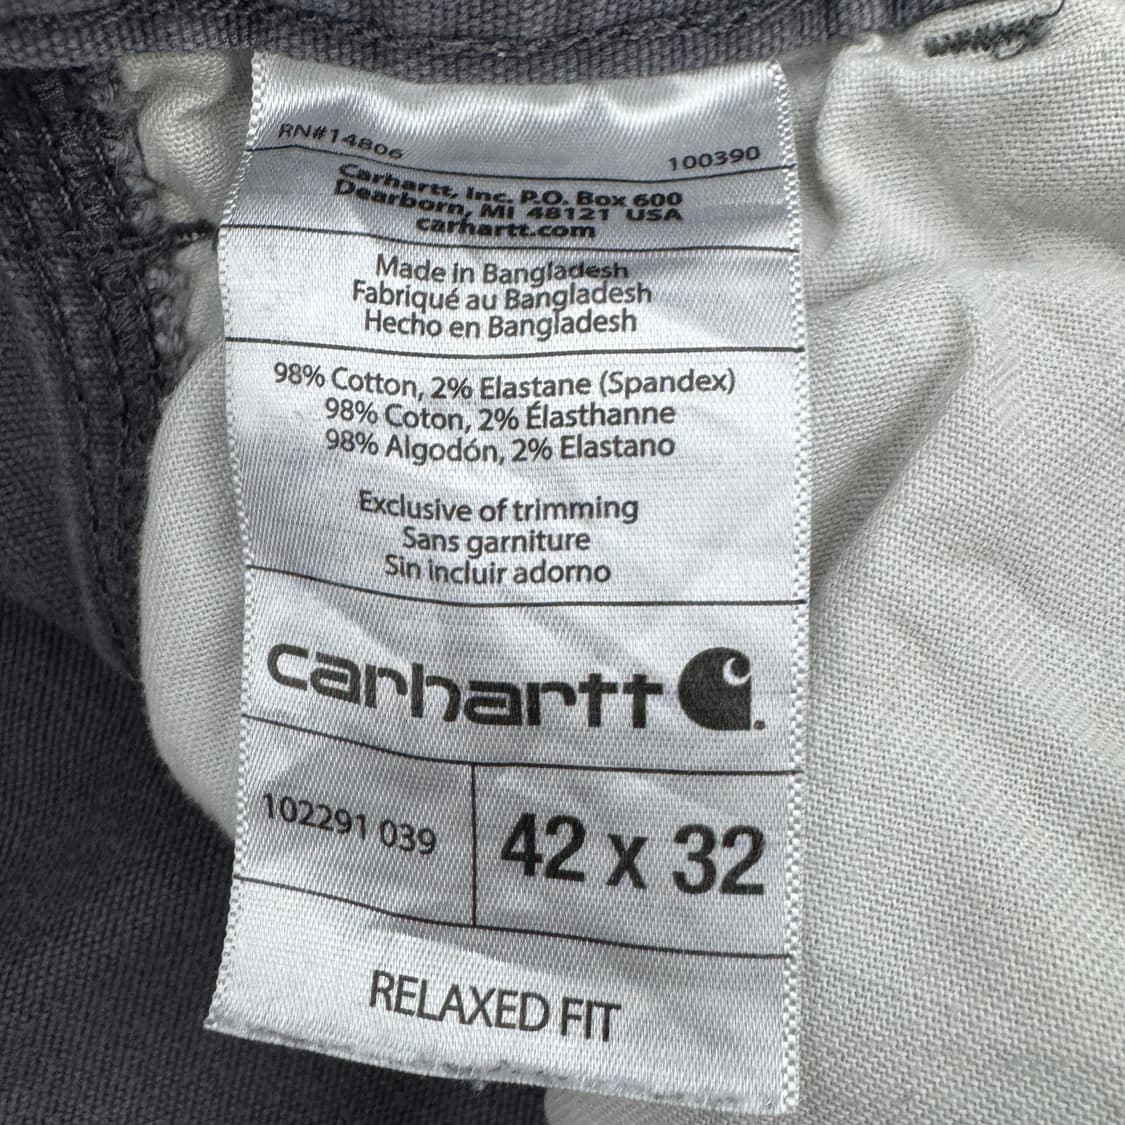 RN#14806
100390
Carhartt, Inc. P.O. Box 600
Dearborn, MI 48121 USA
carhartt.com
Made in Bangladesh
Fabriqué au Bangladesh
Hecho en Bangladesh
98% Cotton, 2% Elastane (Spandex)
98% Coton, 2% Élasthanne
98% Algodón, 2% Elastano
Exclusive of trimming
Sans garniture
Sin incluir adorno
carhartt
102291 039
42 x 32
RELAXED FIT